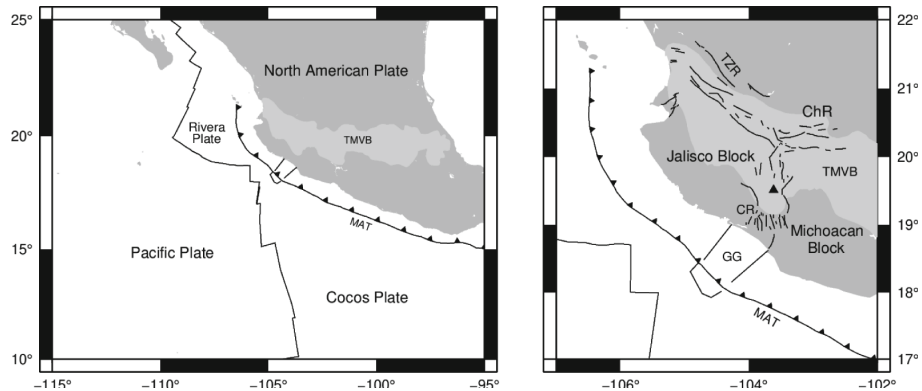 25°
20°
15°
10°
−115°
−110°
−105°
−100°
−95°
North American Plate
Rivera
Plate
TMVB
MAT
Pacific Plate
Cocos Plate
22°
21°
20°
19°
18°
17°
−106°
−104°
−102°
TZR
ChR
Jalisco Block
TMVB
CR
Michoacan
Block
GG
MAT